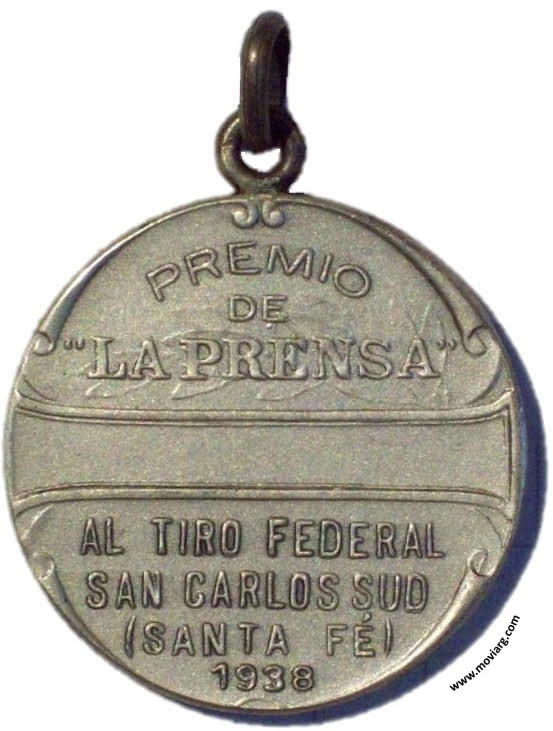 PREMIO
DE
"LA PRENSA"
AL TIRO FEDERAL
SAN CARLOS SUD
(SANTA FÉ)
1938
www.moviarg.com